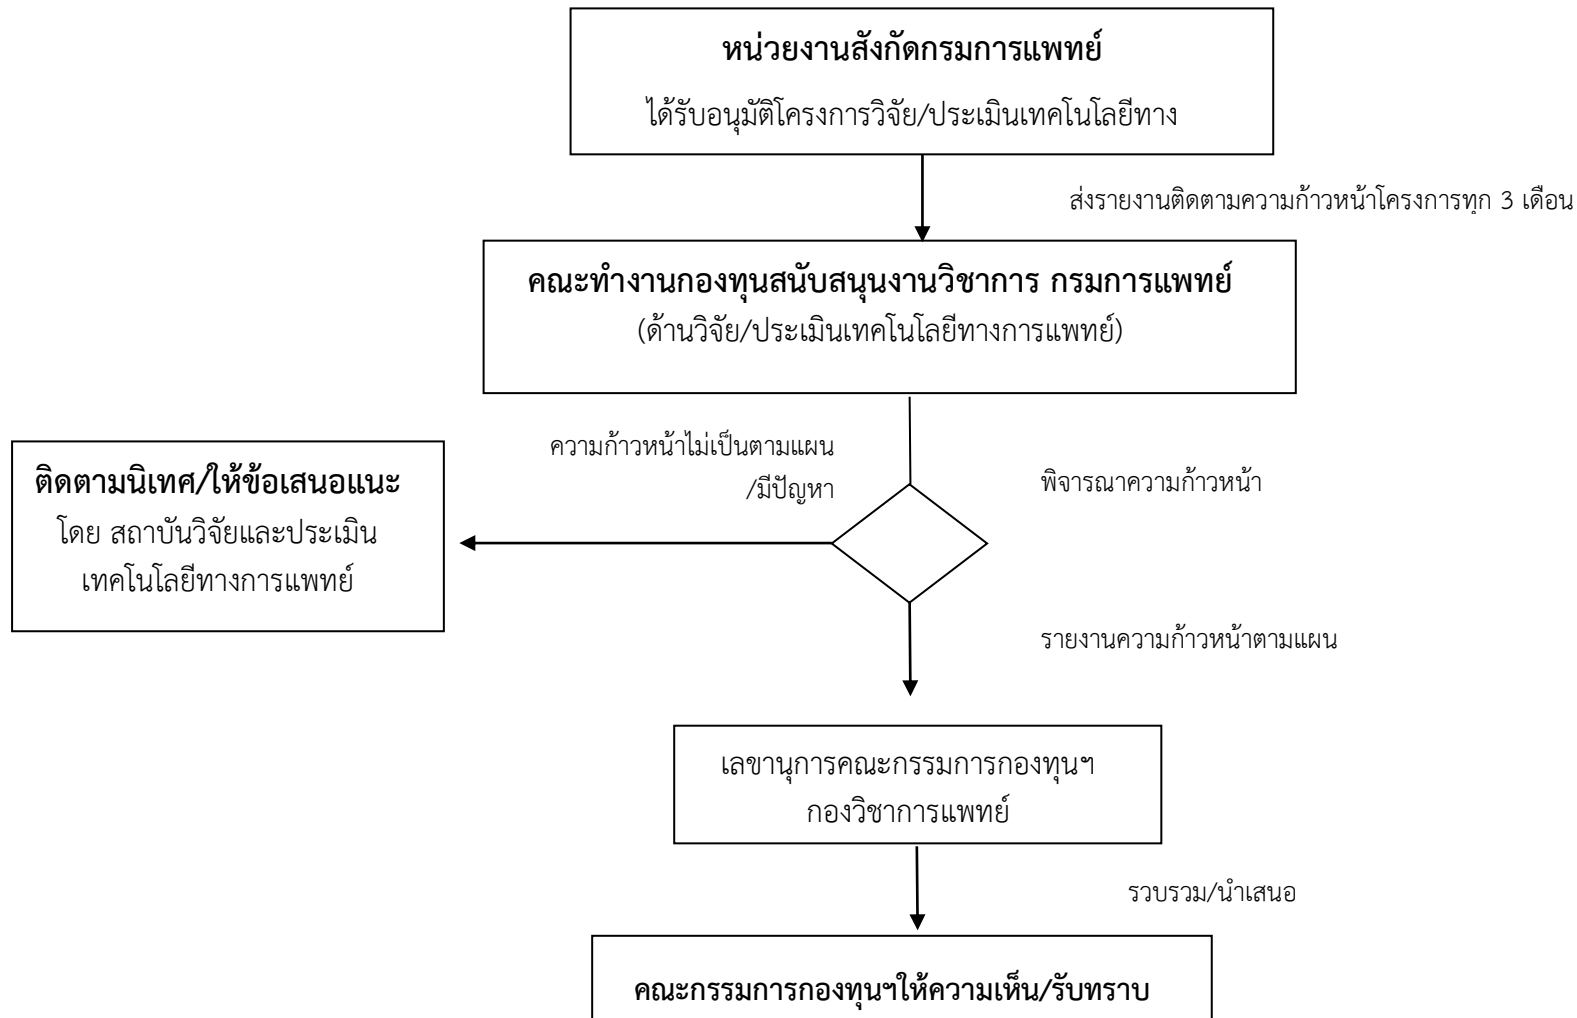 หน่วยงานสังกัดกรมการแพทย์
ได้รับอนุมัติโครงการวิจัย/ประเมินเทคโนโลยีทาง
ส่งรายงานติดตามความก้าวหน้าโครงการทุก 3 เดือน
คณะทำงานกองทุนสนับสนุนงานวิชาการ กรมการแพทย์
(ด้านวิจัย/ประเมินเทคโนโลยีทางการแพทย์)
ความก้าวหน้าไม่เป็นตามแผน
/มีปัญหา
พิจารณาความก้าวหน้า
ติดตามนิเทศ/ให้ข้อเสนอแนะ
โดย สถาบันวิจัยและประเมิน
เทคโนโลยีทางการแพทย์
รายงานความก้าวหน้าตามแผน
เลขานุการคณะกรรมการกองทุนฯ
กองวิชาการแพทย์
รวบรวม/นำเสนอ
คณะกรรมการกองทุนฯให้ความเห็น/รับทราบ